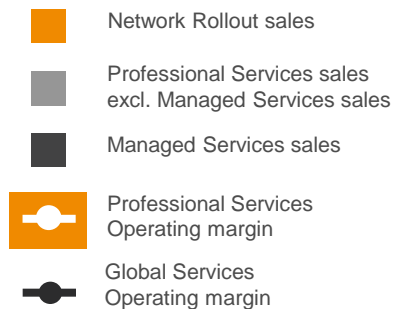 Network Rollout sales
Professional Services sales
excl. Managed Services sales
Managed Services sales
Professional Services
Operating margin
Global Services
Operating margin